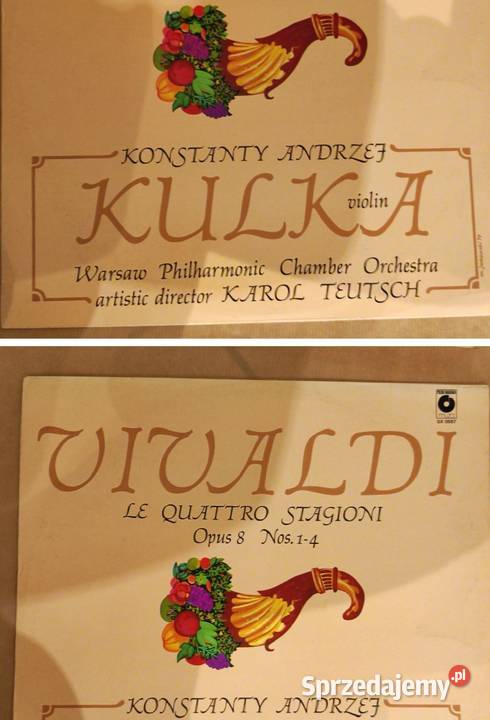 KONSTANTY ANDRZEJ
KULKA
violin
Warsaw Philharmonic Chamber Orchestra
artistic director KAROL TEUTSCH
VIVALDI
LE QUATTRO STAGIONI
Opus 8 Nos. 1-4
KONSTANTY ANDRZEJ
Sprzedajemy.pl